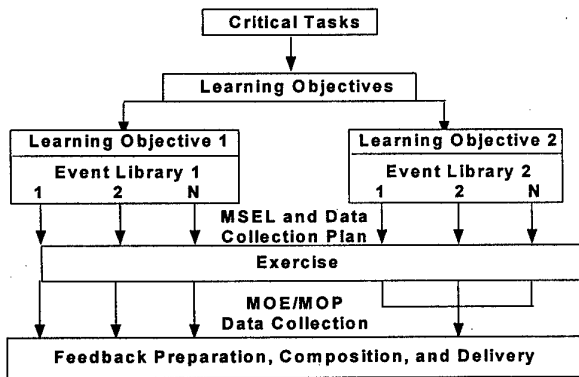 Critical Tasks
Learning Objectives
Learning Objective 1
Event Library 1
1 2 N
Learning Objective 2
Event Library 2
1 2 N
MSEL and Data
Collection Plan
Exercise
MOE/MOP
Data Collection
Feedback Preparation, Composition, and Delivery